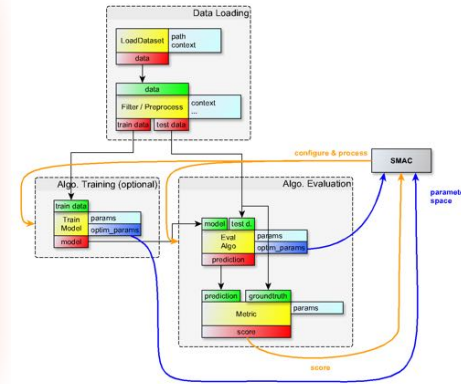 Data Loading
LoadDataset
path
context
data
data
Filter / Preprocess
context
...
train data
test data
configure & process
SMAC
Algo. Training (optional)
Algo. Evaluation
parameter
space
train data
Train
Model
params
optim_params
model
model
test d.
Eval
Algo
params
optim_params
prediction
prediction
groundtruth
Metric
params
score
score